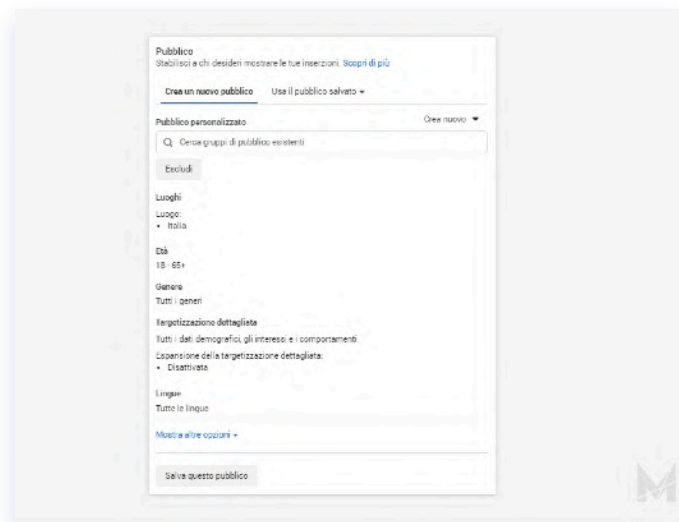 Pubblico
Stabilisci a chi desideri mostrare le tue inserzioni. Scopri di più
Crea un nuovo pubblico Usa il pubblico salvato
Pubblico personalizzato Crea nuovo
Cerca gruppi di pubblico esistenti
Escludi
Luoghi
Luogo:
• Italia
Età
18 - 65+
Genere
Tutti i generi
Targetizzazione dettagliata
Tutti i dati demografici, gli interessi e i comportamenti
Espansione della targetizzazione dettagliata:
• Disattivata
Lingue
Tutte le lingue
Mostra altre opzioni
Salva questo pubblico
M